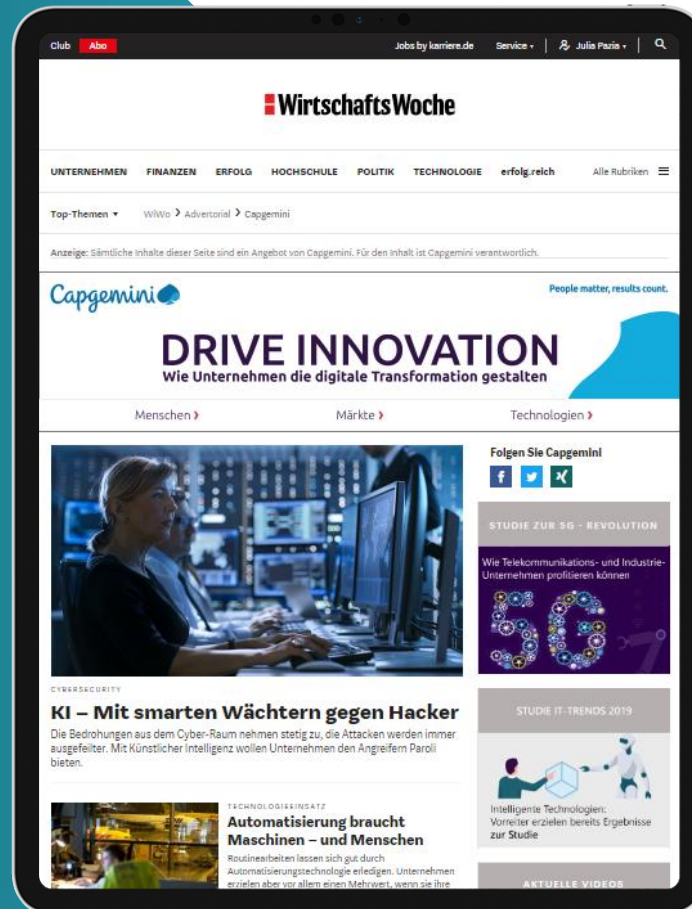 Club Abo Jobs by karriere.de Service Julia Pazia
WirtschaftsWoche
UNTERNEHMEN FINANZEN ERFOLG HOCHSCHULE POLITIK TECHNOLOGIE erfolg.reich Alle Rubriken
Top-Themen WiWo > Advertorial > Capgemini
Anzeige: Sämtliche Inhalte dieser Seite sind ein Angebot von Capgemini. Für den Inhalt ist Capgemini verantwortlich.
Capgemini People matter, results count.
DRIVE INNOVATION
Wie Unternehmen die digitale Transformation gestalten
Menschen > Märkte > Technologien >
Folgen Sie Capgemini
STUDIE ZUR 5G - REVOLUTION
Wie Telekommunikations- und Industrie-
Unternehmen profitieren können
5G
CYBERSECURITY
KI – Mit smarten Wächtern gegen Hacker
Die Bedrohungen aus dem Cyber-Raum nehmen stetig zu, die Attacken werden immer
ausgefeilter. Mit Künstlicher Intelligenz wollen Unternehmen den Angreifern Paroli
bieten.
STUDIE IT-TRENDS 2019
Intelligente Technologien:
Vorreiter erzielen bereits Ergebnisse
zur Studie
TECHNOLOGIEEINSATZ
Automatisierung braucht
Maschinen – und Menschen
Routinearbeiten lassen sich gut durch
Automatisierungstechnologie erledigen. Unternehmen
erzielen aber vor allem einen Mehrwert, wenn sie ihre
AKTUELLE VIDEOS